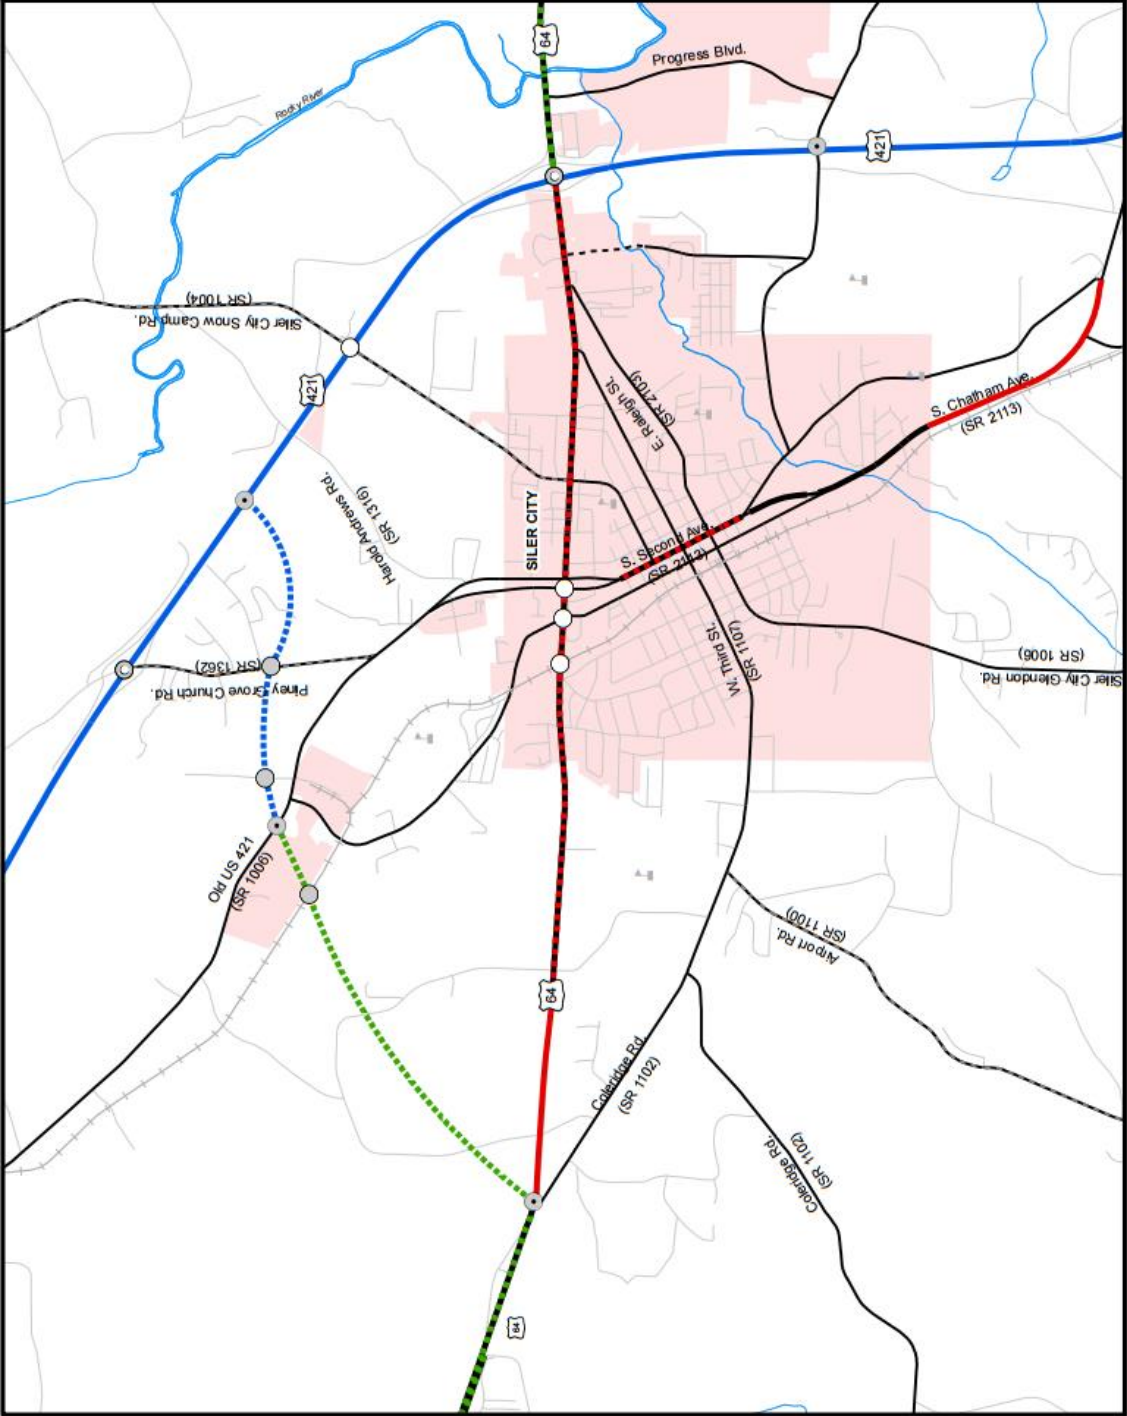 64
Progress Blvd.
Rocky River
421
(SR 1004)
Siler City Snow Camp Rd.
421
E. Raleigh St.
(SR 2103)
S. Chatham Ave.
(SR 2113)
Harold Andrews Rd.
(SR 1316)
SILER CITY
S. Second Ave.
(SR 2113)
(SR 1362)
Piney Grove Church Rd.
W. Third St.
(SR 1107)
(SR 1006)
Siler City Glendon Rd.
Old US 421
(SR 1006)
(SR 1100)
Airport Rd.
64
Coleridge Rd.
(SR 1102)
Coleridge Rd.
(SR 1102)
64